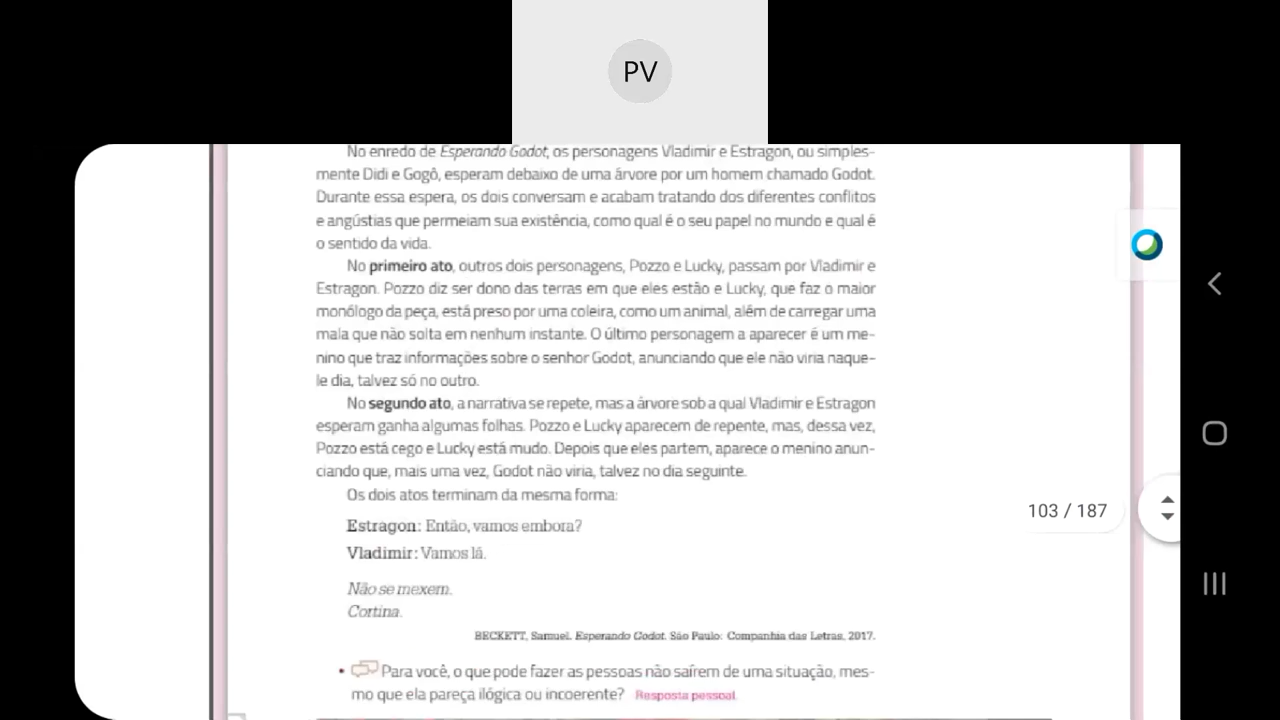 PV
No enredo de Esperando Godot, os personagens Vladimir e Estragon, ou simples-
mente Didi e Gogô, esperam debaixo de uma árvore por um homem chamado Godot.
Durante essa espera, os dois conversam e acabam tratando dos diferentes conflitos
e angústias que permeiam sua existência, como qual é o seu papel no mundo e qual é
o sentido da vida.
No primeiro ato, outros dois personagens, Pozzo e Lucky, passam por Vladimir e
Estragon. Pozzo diz ser dono das terras em que eles estão e Lucky, que faz o maior
monólogo da peça, está preso por uma coleira, como um animal, além de carregar uma
mala que não solta em nenhum instante. O último personagem a aparecer é um me-
nino que traz informações sobre o senhor Godot, anunciando que ele não viria naque-
le dia, talvez só no outro.
No segundo ato, a narrativa se repete, mas a árvore sob a qual Vladimir e Estragon
esperam ganha algumas folhas. Pozzo e Lucky aparecem de repente, mas, dessa vez,
Pozzo está cego e Lucky está mudo. Depois que eles partem, aparece o menino anun-
ciando que, mais uma vez, Godot não viria, talvez no dia seguinte.
Os dois atos terminam da mesma forma:
103 / 187
Estragon: Então, vamos embora?
Vladimir: Vamos lá.
Não se mexem.
Cortina.
BECKETT, Samuel. Esperando Godot. São Paulo: Companhia das Letras, 2017.
• Para você, o que pode fazer as pessoas não saírem de uma situação, mes-
mo que ela pareça ilógica ou incoerente? Resposta pessoal.